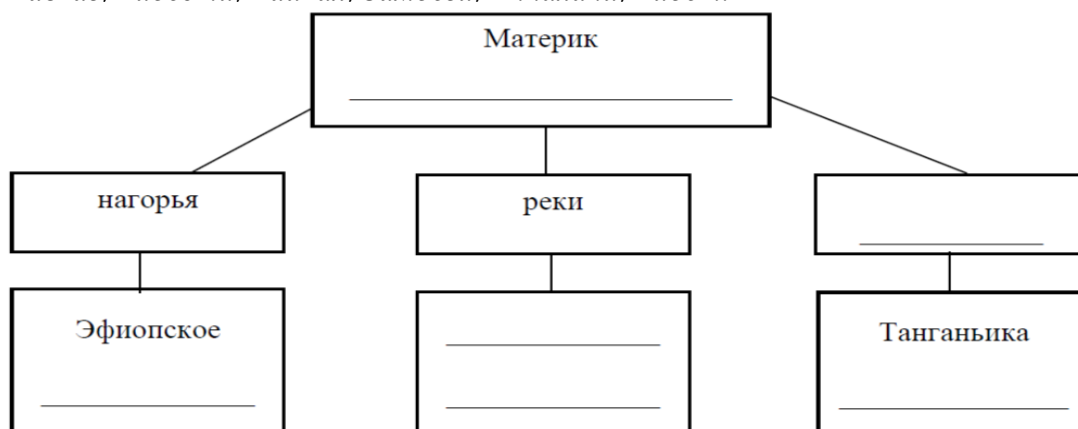 Материк
нагорья
реки
Эфиопское
Танганьика